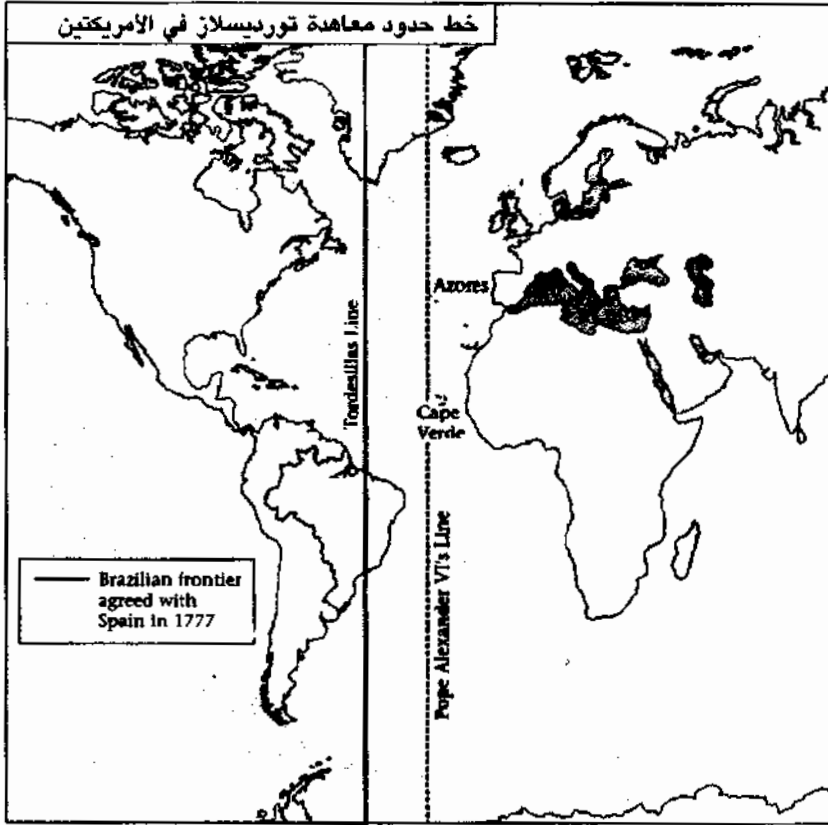 خط حدود معاهدة تورديسلاز في الأمريكتين
Azores
Tordesillas Line
Cape
Verde
Pope Alexander VI's Line
Brazilian frontier
agreed with
Spain in 1777